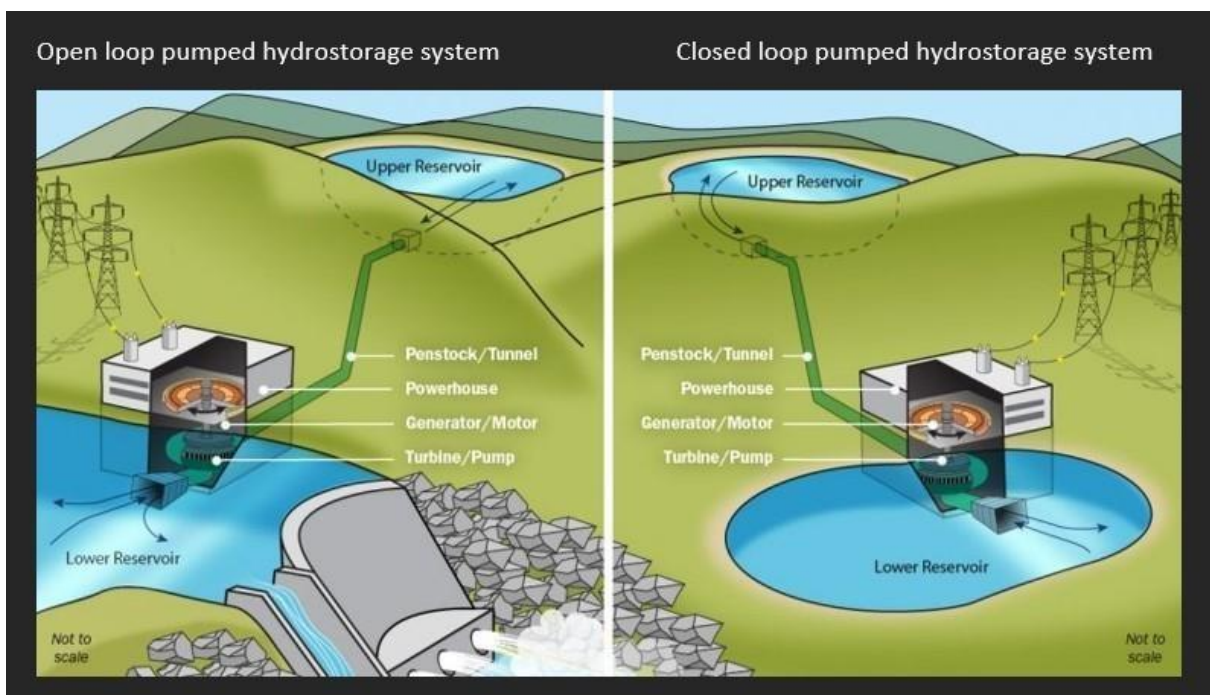 Open loop pumped hydrostorage system
Closed loop pumped hydrostorage system
Upper Reservoir
Penstock/Tunnel
Powerhouse
Generator/Motor
Turbine/Pump
Lower Reservoir
Not to
scale
Upper Reservoir
Penstock/Tunnel
Powerhouse
Generator/Motor
Turbine/Pump
Lower Reservoir
Not to
scale